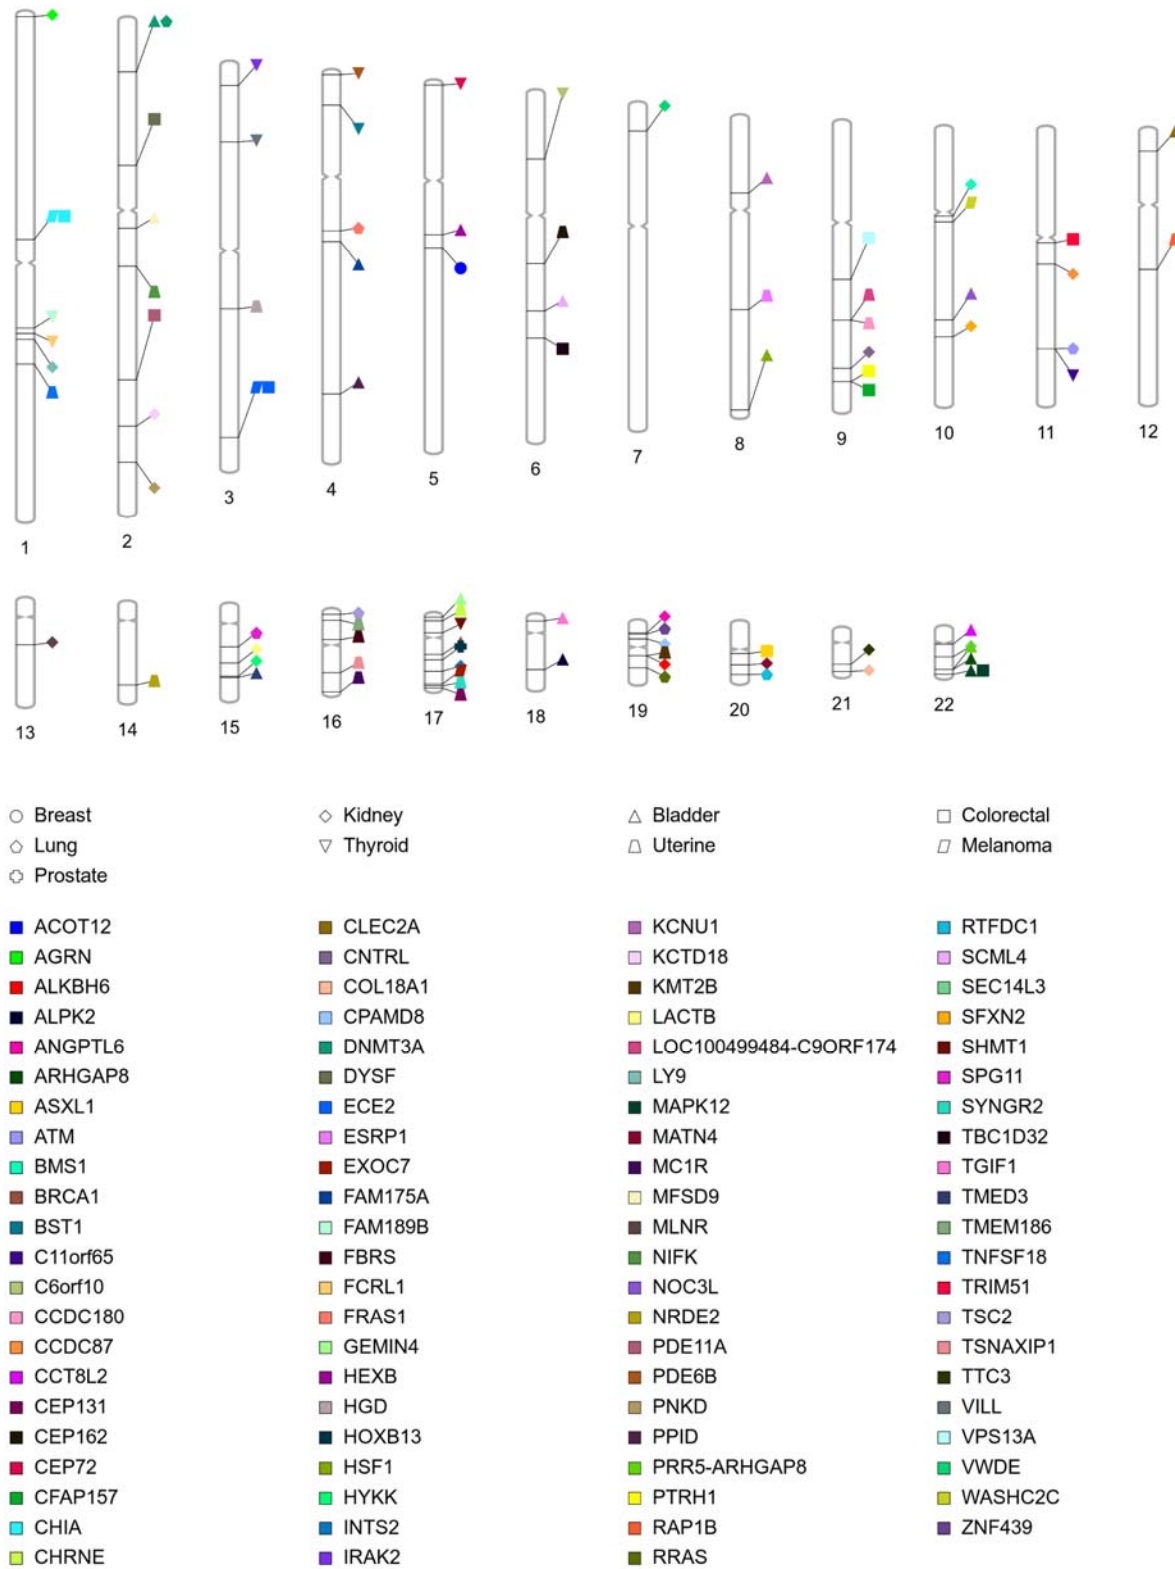 1
2
3
4
5
6
7
8
9
10
11
12
13
14
15
16
17
18
19
20
21
22
Breast
Kidney
Bladder
Colorectal
Lung
Thyroid
Uterine
Melanoma
Prostate
ACOT12
CLEC2A
KCNU1
RTFDC1
AGRN
CNTRL
KCTD18
SCML4
ALKBH6
COL18A1
KMT2B
SEC14L3
ALPK2
CPAMD8
LACTB
SFXN2
ANGPTL6
DNMT3A
LOC100499484-C9ORF174
SHMT1
ARHGAP8
DYSF
LY9
SPG11
ASXL1
ECE2
MAPK12
SYNGR2
ATM
ESRP1
MATN4
TBC1D32
BMS1
EXOC7
MC1R
TGIF1
BRCA1
FAM175A
MFSD9
TMED3
BST1
FAM189B
MLNR
TMEM186
C11orf65
FBRS
NIFK
TNFSF18
C6orf10
FCRL1
NOC3L
TRIM51
CCDC180
FRAS1
NRDE2
TSC2
CCDC87
GEMIN4
PDE11A
TSNAXIP1
CCT8L2
HEXB
PDE6B
TTC3
CEP131
HGD
PNKD
VILL
CEP162
HOXB13
PPID
VPS13A
CEP72
HSF1
PRR5-ARHGAP8
VWDE
CFAP157
HYKK
PTRH1
WASHC2C
CHIA
INTS2
RAP1B
ZNF439
CHRNE
IRAK2
RRAS